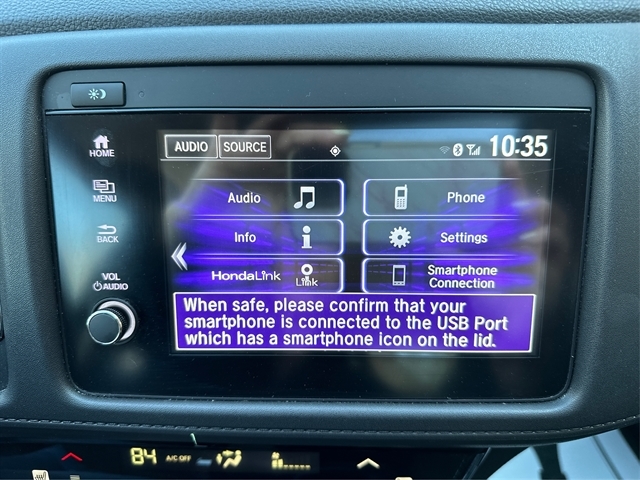 AUDIO SOURCE 10:35
HOME
MENU
BACK
VOL
AUDIO
Audio Phone
Info Settings
HondaLink Link Smartphone
Connection
When safe, please confirm that your
smartphone is connected to the USB Port
which has a smartphone icon on the lid.
84 A/C OFF